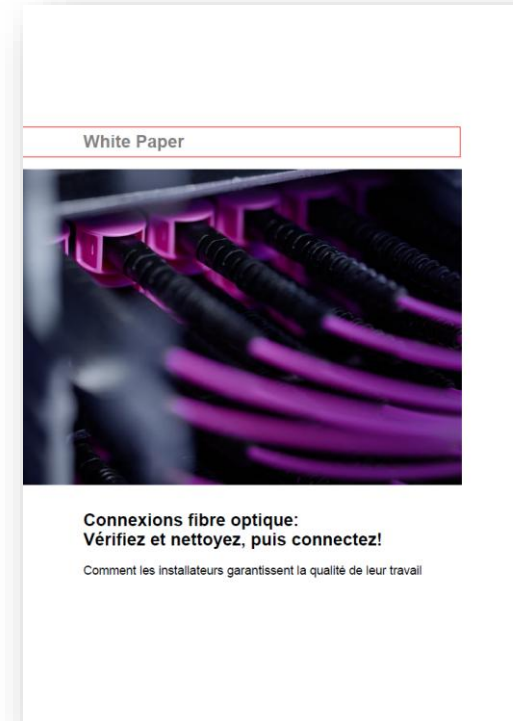 White Paper
Connexions fibre optique:
Vérifiez et nettoyez, puis connectez!
Comment les installateurs garantissent la qualité de leur travail